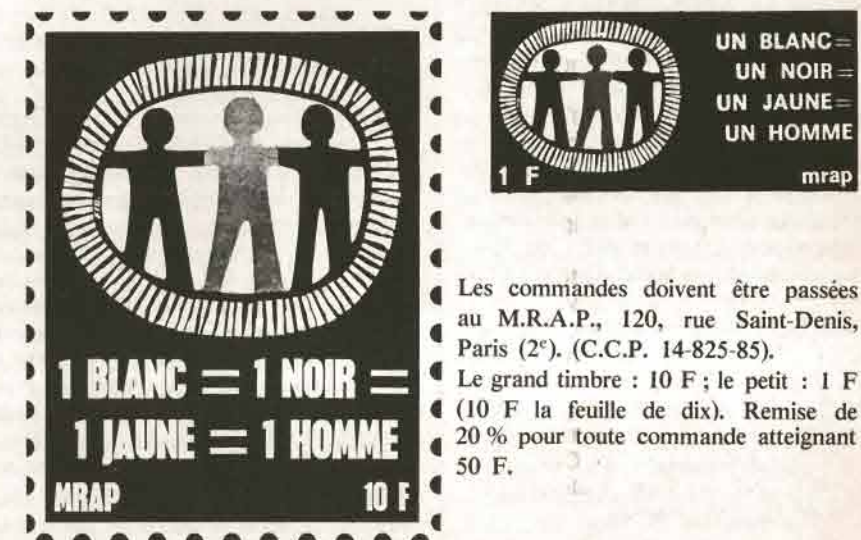 1 BLANC = 1 NOIR =
1 JAUNE = 1 HOMME
MRAP 10 F
UN BLANC=
UN NOIR=
UN JAUNE=
UN HOMME
1 F mrap
Les commandes doivent être passées
au M.R.A.P., 120, rue Saint-Denis,
Paris (2e). (C.C.P. 14-825-85).
Le grand timbre : 10 F ; le petit : 1 F
(10 F la feuille de dix). Remise de
20 % pour toute commande atteignant
50 F.